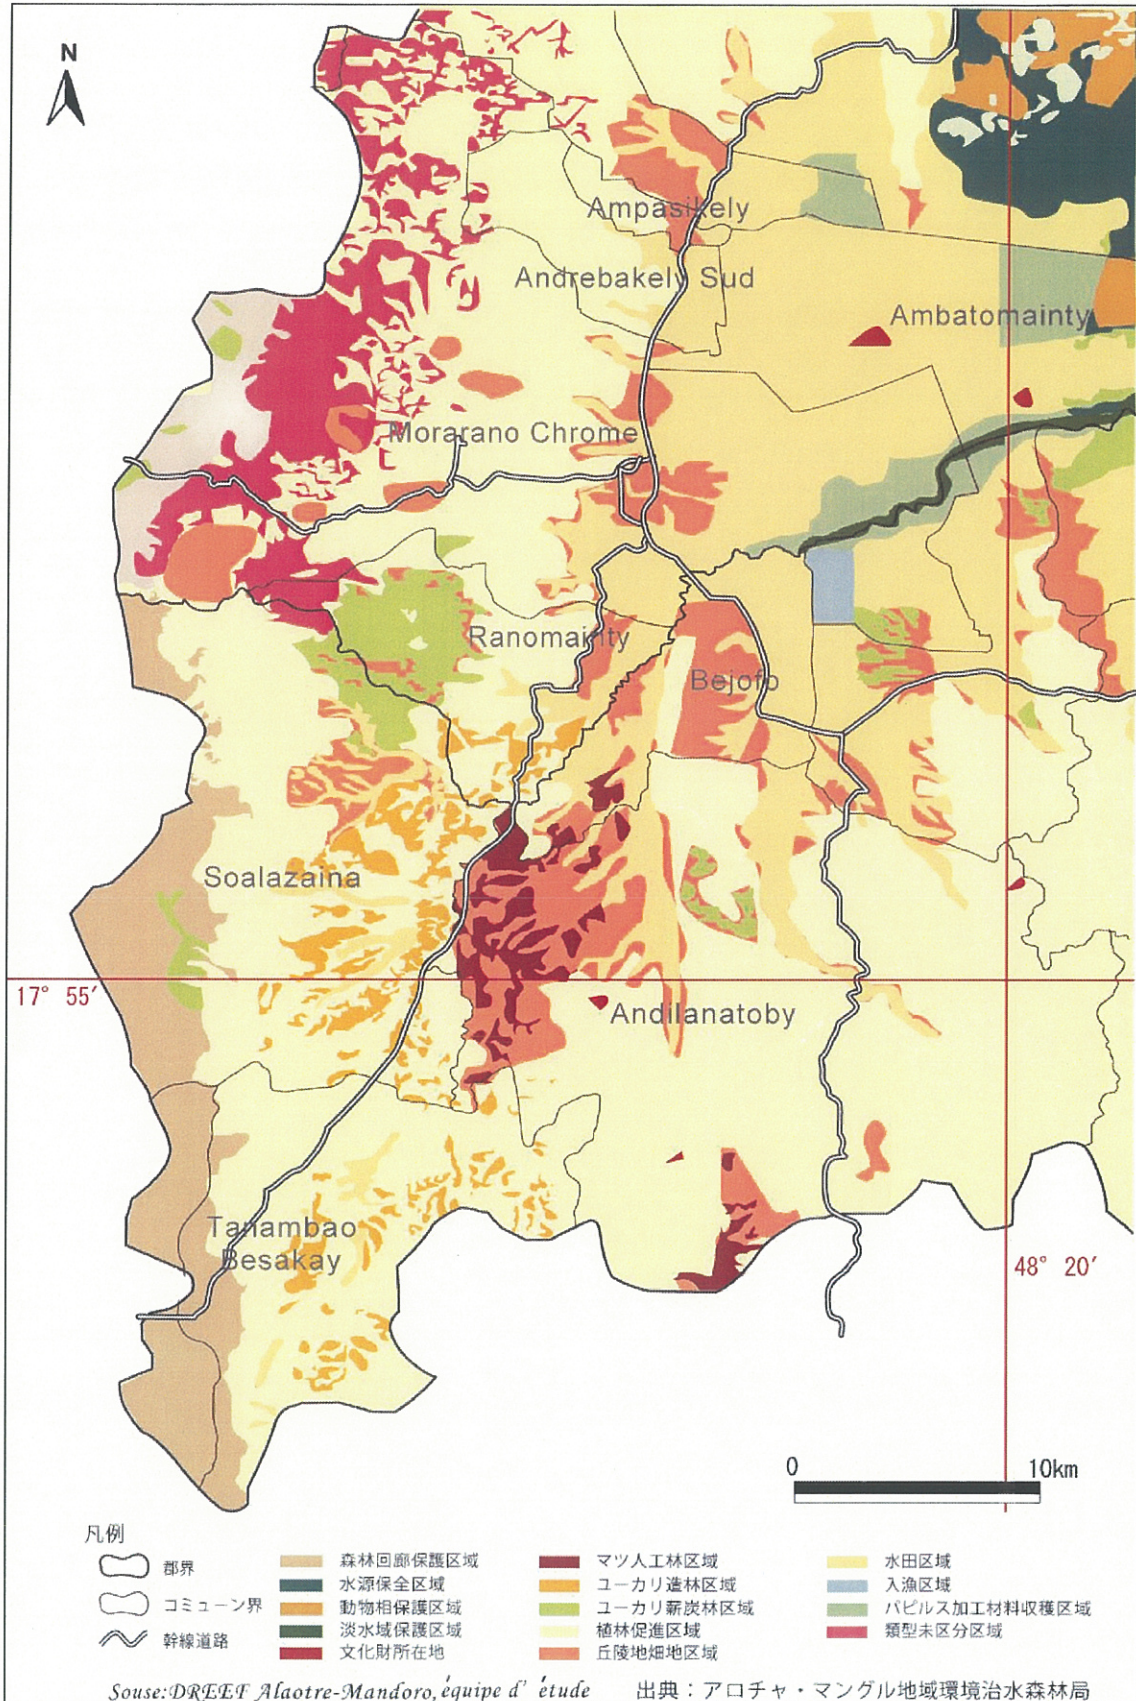 N
Ampasikely
Andrebakely Sud
Ambatomainty
Morarano Chrome
Ranomainty
Bejofo
Soalazaina
17° 55′
Andilanatoby
Tanambao
Besakay
48° 20′
0 10km
凡例
郡界
コミューン界
幹線道路
森林回廊保護区域
水源保全区域
動物相保護区域
淡水域保護区域
文化財所在地
マツ人工林区域
ユーカリ造林区域
ユーカリ薪炭林区域
植林促進区域
丘陵地畑地区域
水田区域
入漁区域
パピルス加工材料収穫区域
類型未区分区域
Souse:DREEF Alaotre-Mandoro, ́equipe d' ́etude 出典：アロチャ・マングル地域環境治水森林局